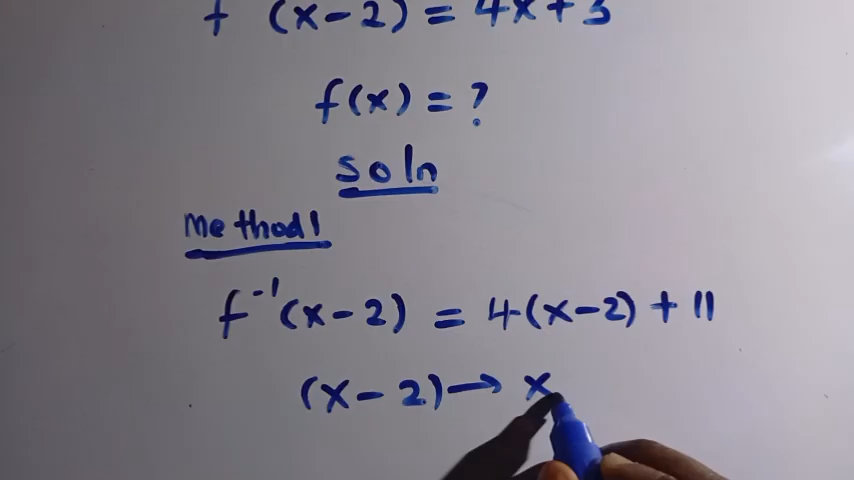 f (x-2) = 4x+3
f(x) = ?
soln
Method 1
f⁻¹(x-2) = 4(x-2) + 11
(x-2) → x